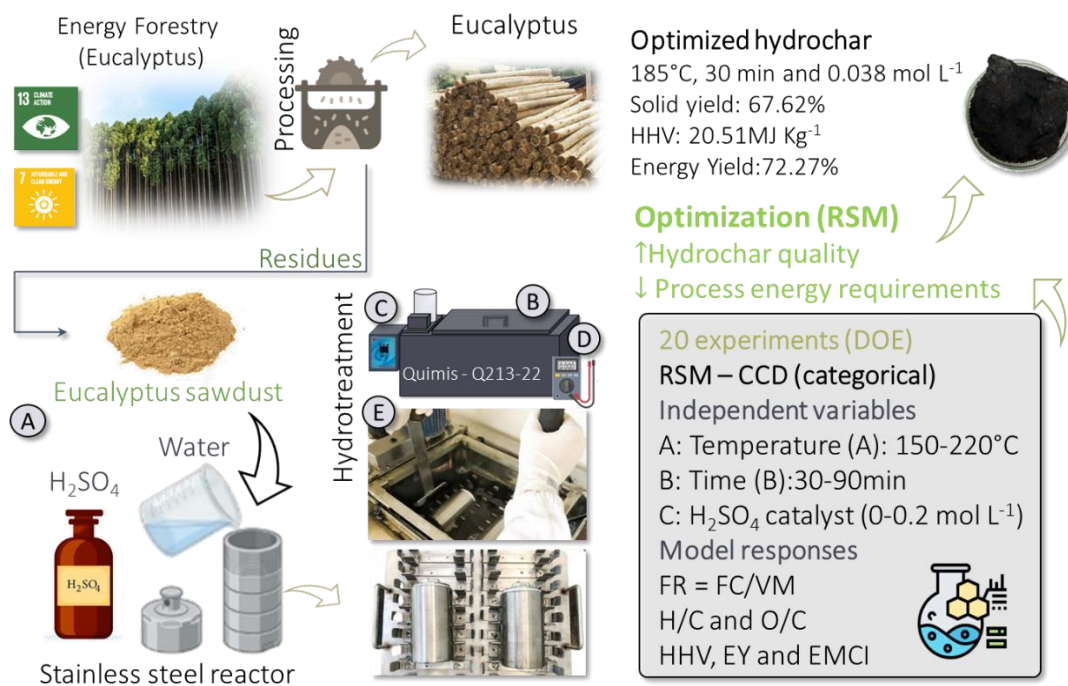 Energy Forestry
(Eucalyptus)
13 CLIMATE
ACTION
7 AFFORDABLE AND
CLEAN ENERGY
Processing
Eucalyptus
Residues
Eucalyptus sawdust
A
Water
H₂SO₄
H₂SO₄
Stainless steel reactor
Hydrotreatment
C
B
D
Quimis - Q213-22
E
Optimized hydrochar
185°C, 30 min and 0.038 mol L⁻¹
Solid yield: 67.62%
HHV: 20.51MJ Kg⁻¹
Energy Yield:72.27%
Optimization (RSM)
↑Hydrochar quality
↓ Process energy requirements
20 experiments (DOE)
RSM – CCD (categorical)
Independent variables
A: Temperature (A): 150-220°C
B: Time (B):30-90min
C: H₂SO₄ catalyst (0-0.2 mol L⁻¹)
Model responses
FR = FC/VM
H/C and O/C
HHV, EY and EMCI